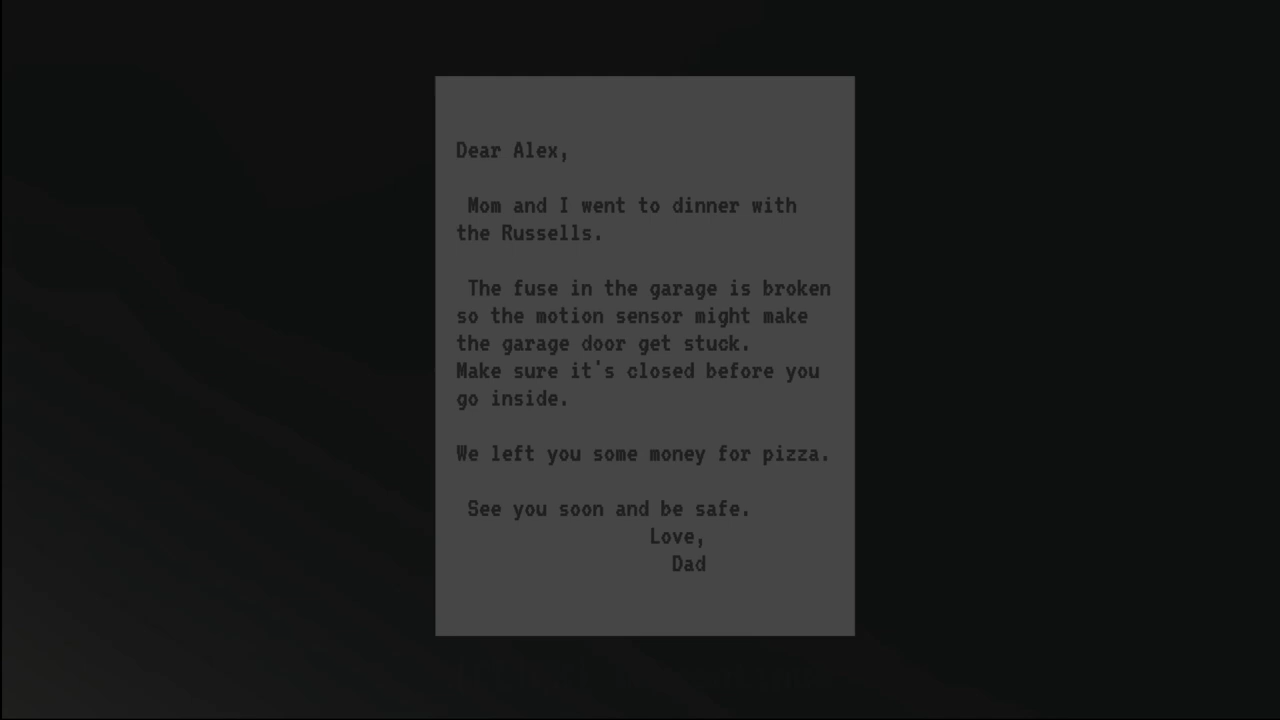 Dear Alex,
Mom and I went to dinner with
the Russells.
The fuse in the garage is broken
so the motion sensor might make
the garage door get stuck.
Make sure it's closed before you
go inside.
We left you some money for pizza.
See you soon and be safe.
Love,
Dad